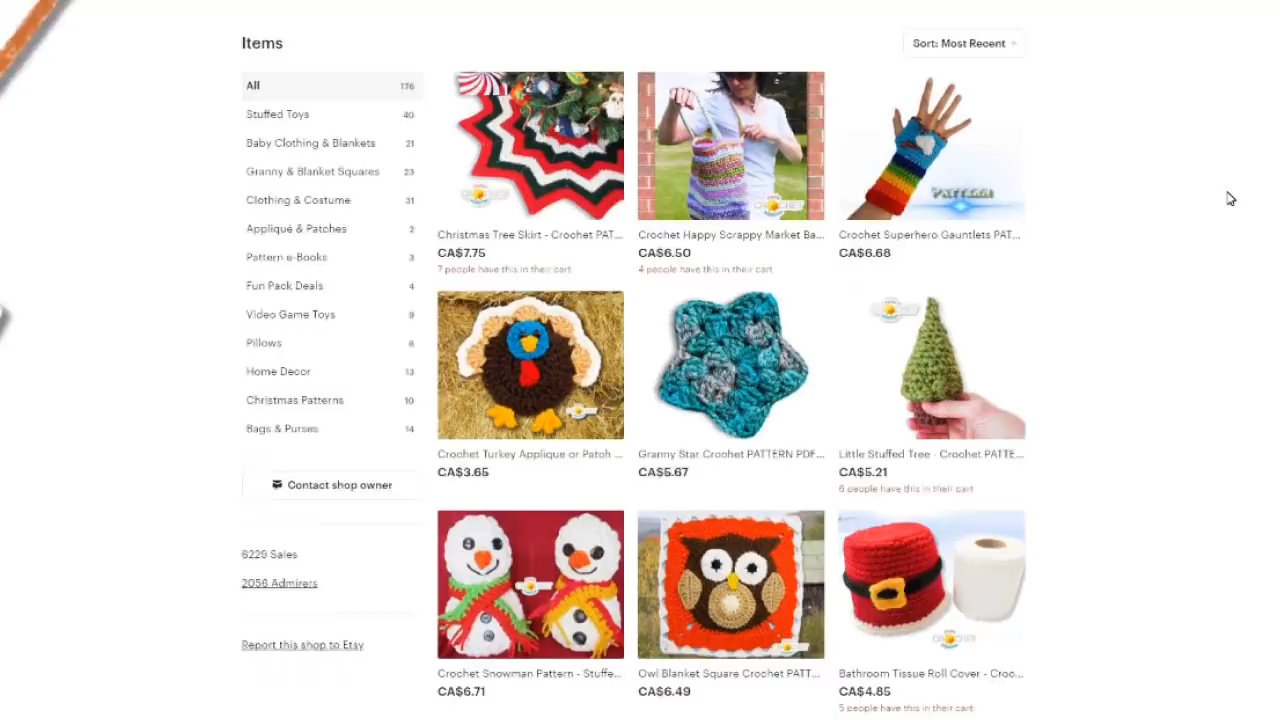 Items
Sort: Most Recent
All 176
Stuffed Toys 40
Baby Clothing & Blankets 21
Granny & Blanket Squares 23
Clothing & Costume 31
Appliqué & Patches 2
Pattern e-Books 3
Fun Pack Deals 4
Video Game Toys 9
Pillows 6
Home Decor 13
Christmas Patterns 10
Bags & Purses 14
Contact shop owner
6229 Sales
2056 Admirers
Report this shop to Etsy
CROCHET
CROCHET
PATTERN
Christmas Tree Skirt - Crochet PAT...
Crochet Happy Scrappy Market Ba...
Crochet Superhero Gauntlets PAT...
CA$7.75
CA$6.50
CA$6.68
7 people have this in their cart
4 people have this in their cart
Crochet Turkey Applique or Patch ...
Granny Star Crochet PATTERN PDF...
Little Stuffed Tree - Crochet PATTE...
CA$3.65
CA$5.67
CA$5.21
6 people have this in their cart
CROCHET
Crochet Snowman Pattern - Stuffe...
Owl Blanket Square Crochet PATT...
Bathroom Tissue Roll Cover - Croc...
CA$6.71
CA$6.49
CA$4.85
5 people have this in their cart